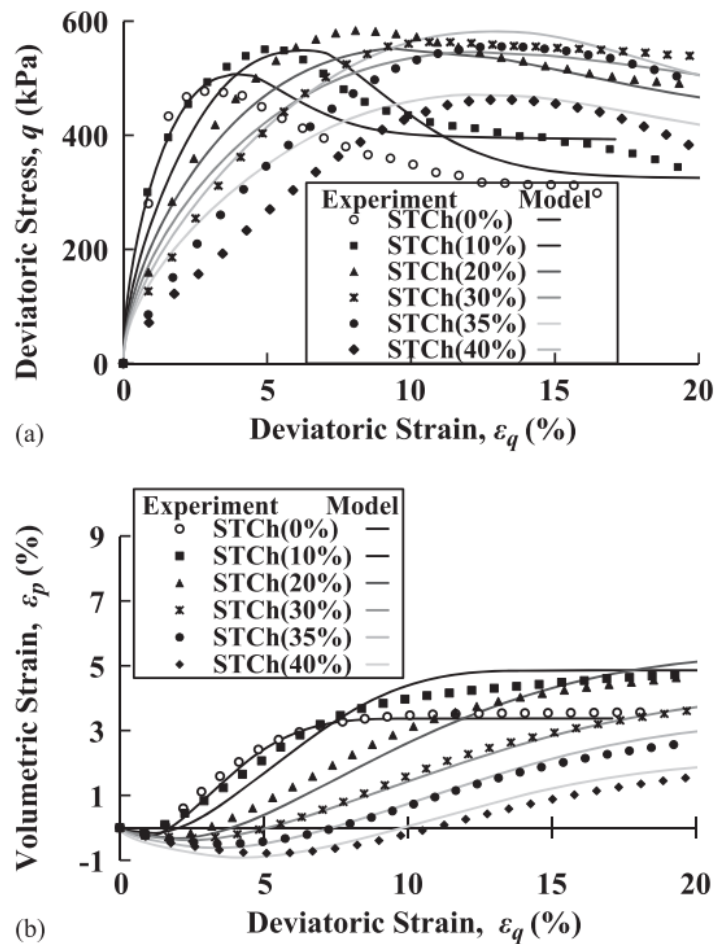 600
400
200
0
Deviatoric Stress, q (kPa)
Experiment Model°
STCh(0%)
STCh(10%)
STCh(20%)
STCh(30%)
STCh(35%)
STCh(40%)
0 5 10 15 20
(a)
Deviatoric Strain, εq (%)
Experiment Model
STCh(0%)
STCh(10%)
STCh(20%)
STCh(30%)
STCh(35%)
STCh(40%)
9
7
5
3
1
-1
Volumetric Strain, εp (%)
0 5 10 15 20
(b)
Deviatoric Strain, εq (%)